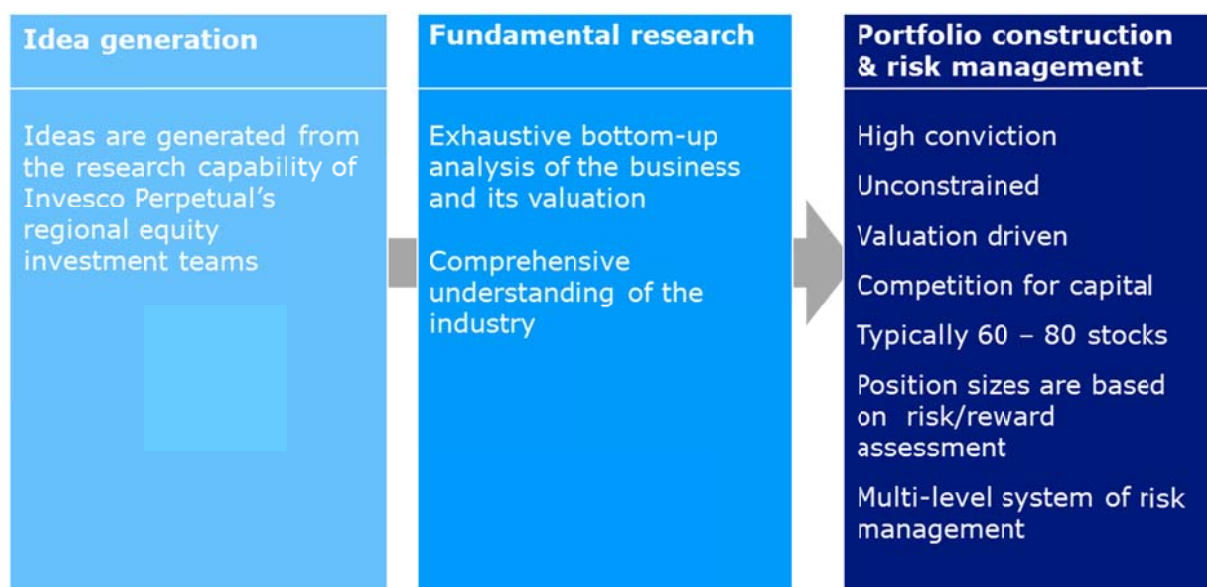 Idea generation
Ideas are generated from
the research capability of
Invesco Perpetual's
regional equity
investment teams
Fundamental research
Exhaustive bottom-up
analysis of the business
and its valuation
Comprehensive
understanding of the
industry
Portfolio construction
& risk management
High conviction
Unconstrained
Valuation driven
Competition for capital
Typically 60 – 80 stocks
Position sizes are based
on risk/reward
assessment
Multi-level system of risk
management